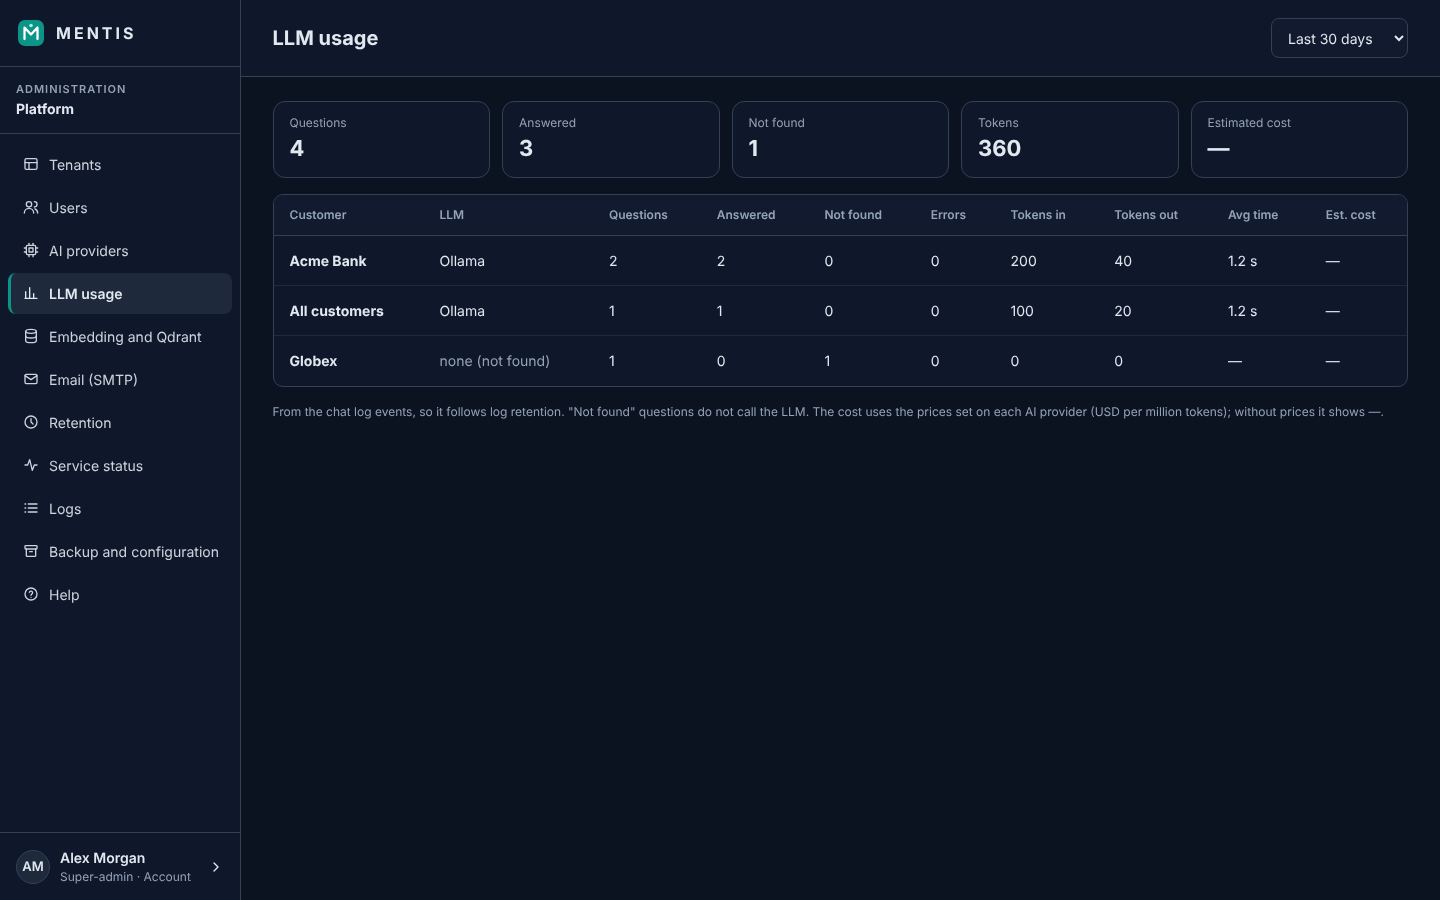 MENTIS
ADMINISTRATION
Platform
Tenants
Users
AI providers
LLM usage
Embedding and Qdrant
Email (SMTP)
Retention
Service status
Logs
Backup and configuration
Help
AM
Alex Morgan
Super-admin · Account
LLM usage
Last 30 days
Questions Answered Not found Tokens Estimated cost
4 3 1 360 —
Customer LLM Questions Answered Not found Errors Tokens in Tokens out Avg time Est. cost
Acme Bank Ollama 2 2 0 0 200 40 1.2 s —
All customers Ollama 1 1 0 0 100 20 1.2 s —
Globex none (not found) 1 0 1 0 0 0 — —
From the chat log events, so it follows log retention. "Not found" questions do not call the LLM. The cost uses the prices set on each AI provider (USD per million tokens); without prices it shows —.